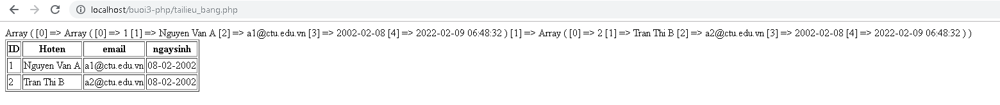 localhost/buoi3-php/tailieu_bang.php
Array ( [0] => Array ( [0] => 1 [1] => Nguyen Van A [2] => a1@ctu.edu.vn [3] => 2002-02-08 [4] => 2022-02-09 06:48:32 ) [1] => Array ( [0] => 2 [1] => Tran Thi B [2] => a2@ctu.edu.vn [3] => 2002-02-08 [4] => 2022-02-09 06:48:32 ) )
ID Hoten email ngaysinh
1 Nguyen Van A a1@ctu.edu.vn 08-02-2002
2 Tran Thi B a2@ctu.edu.vn 08-02-2002